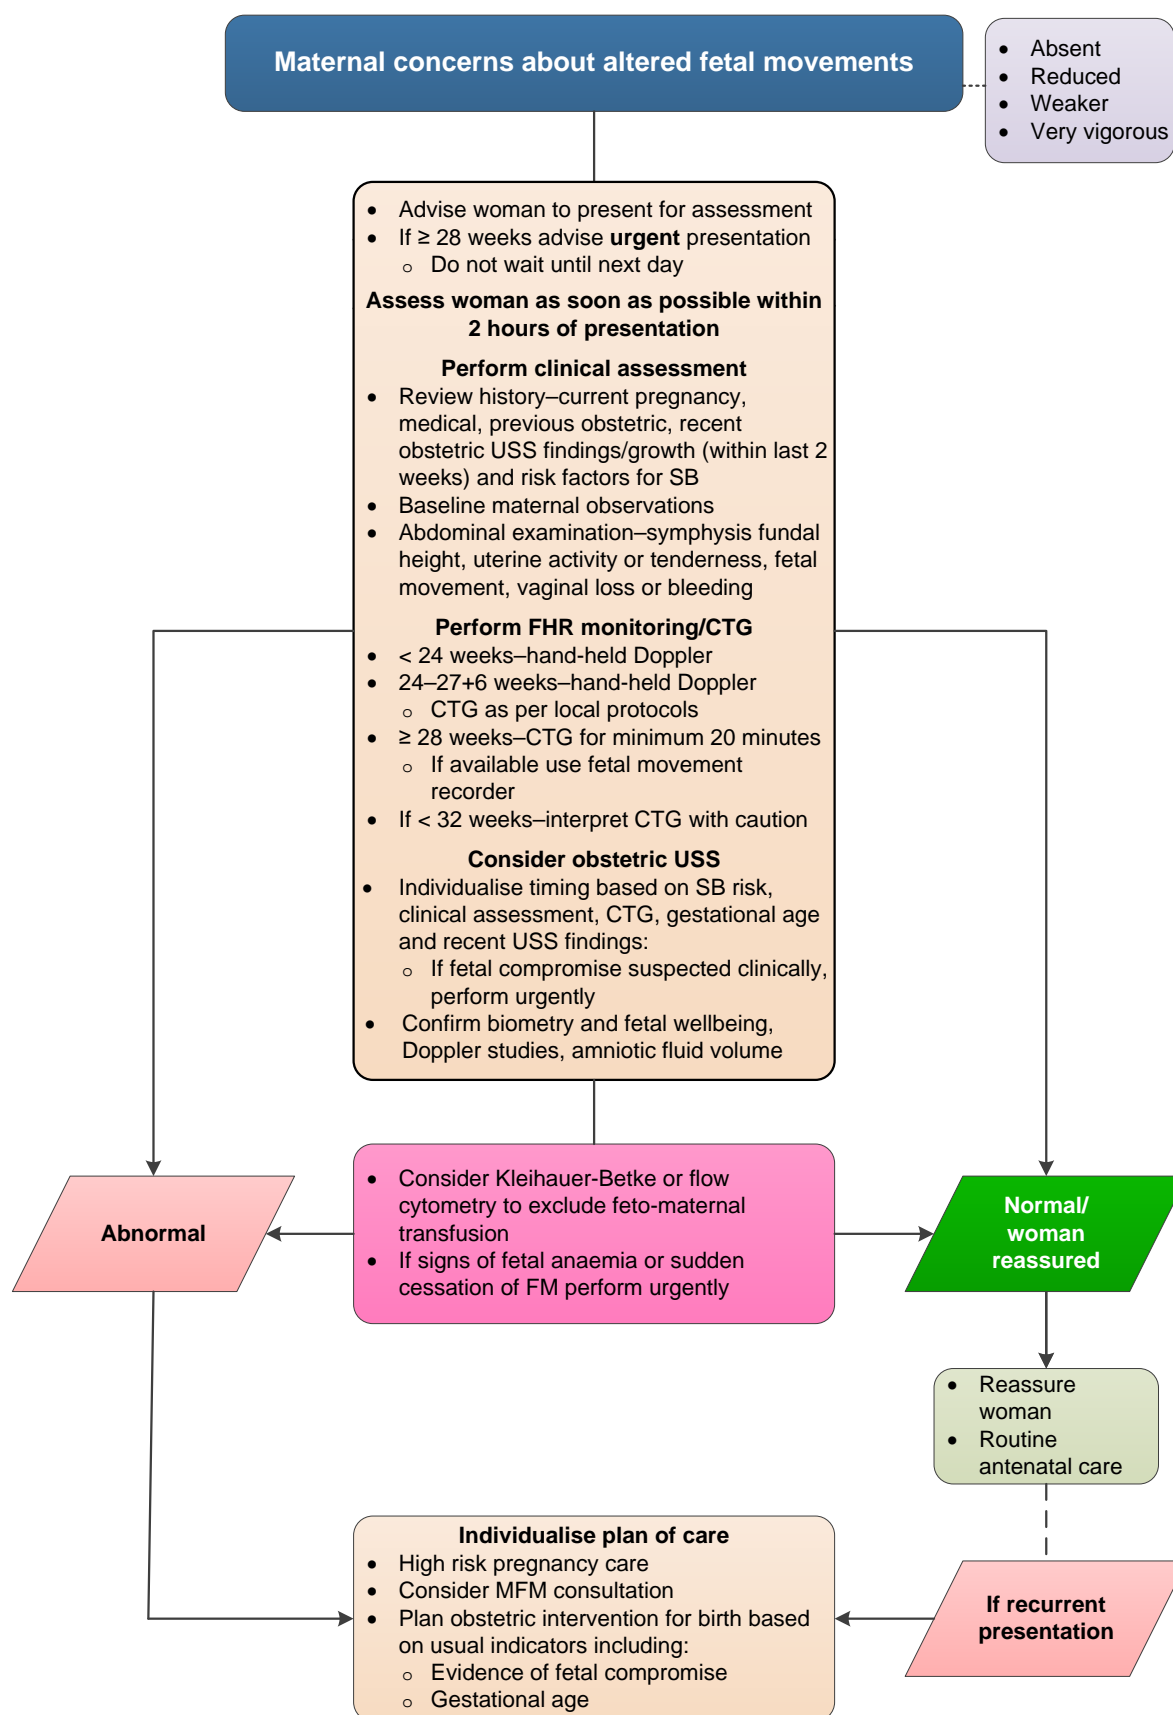 Maternal concerns about altered fetal movements
• Absent
• Reduced
• Weaker
• Very vigorous
• Advise woman to present for assessment
• If ≥ 28 weeks advise urgent presentation
o Do not wait until next day
Assess woman as soon as possible within
2 hours of presentation
Perform clinical assessment
• Review history–current pregnancy,
medical, previous obstetric, recent
obstetric USS findings/growth (within last 2
weeks) and risk factors for SB
• Baseline maternal observations
• Abdominal examination–symphysis fundal
height, uterine activity or tenderness, fetal
movement, vaginal loss or bleeding
Perform FHR monitoring/CTG
• < 24 weeks–hand-held Doppler
• 24–27+6 weeks–hand-held Doppler
o CTG as per local protocols
• ≥ 28 weeks–CTG for minimum 20 minutes
o If available use fetal movement
recorder
• If < 32 weeks–interpret CTG with caution
Consider obstetric USS
• Individualise timing based on SB risk,
clinical assessment, CTG, gestational age
and recent USS findings:
o If fetal compromise suspected clinically,
perform urgently
• Confirm biometry and fetal wellbeing,
Doppler studies, amniotic fluid volume
Abnormal
• Consider Kleihauer-Betke or flow
cytometry to exclude feto-maternal
transfusion
• If signs of fetal anaemia or sudden
cessation of FM perform urgently
Normal/
woman
reassured
• Reassure
woman
• Routine
antenatal care
Individualise plan of care
• High risk pregnancy care
• Consider MFM consultation
• Plan obstetric intervention for birth based
on usual indicators including:
o Evidence of fetal compromise
o Gestational age
If recurrent
presentation